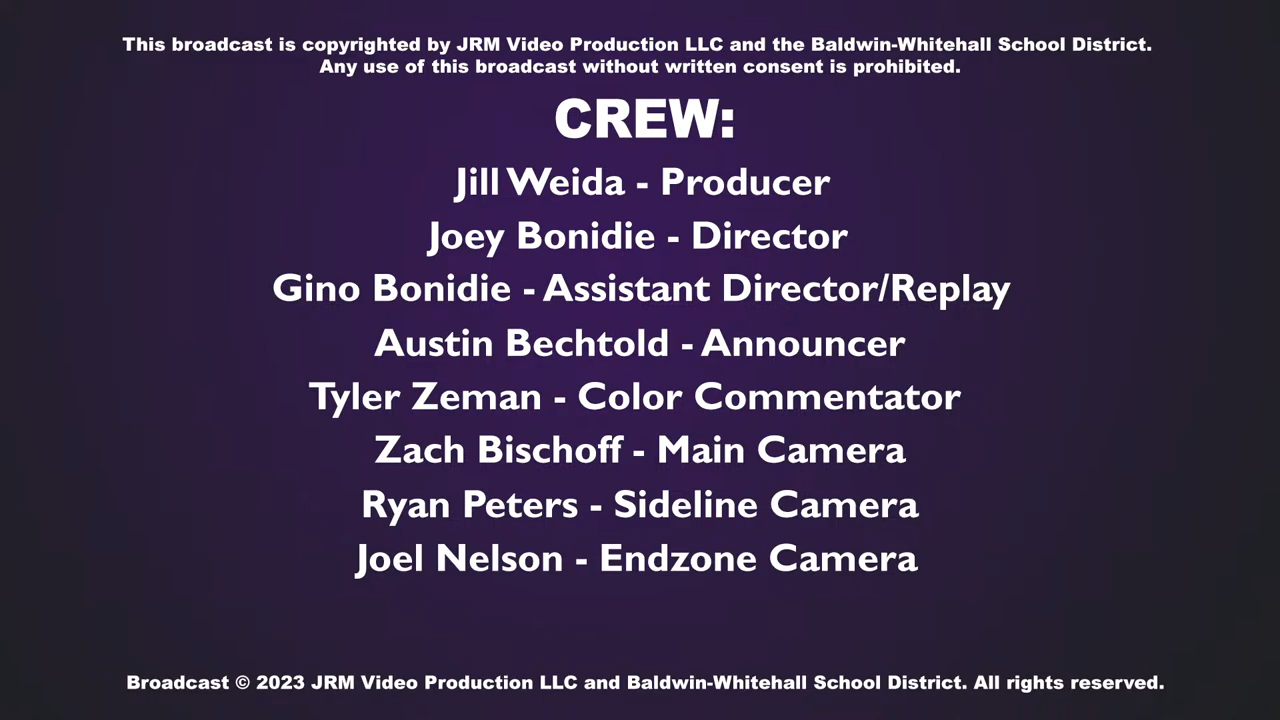 This broadcast is copyrighted by JRM Video Production LLC and the Baldwin-Whitehall School District.
Any use of this broadcast without written consent is prohibited.
CREW:
Jill Weida - Producer
Joey Bonidie - Director
Gino Bonidie - Assistant Director/Replay
Austin Bechtold - Announcer
Tyler Zeman - Color Commentator
Zach Bischoff - Main Camera
Ryan Peters - Sideline Camera
Joel Nelson - Endzone Camera
Broadcast © 2023 JRM Video Production LLC and Baldwin-Whitehall School District. All rights reserved.